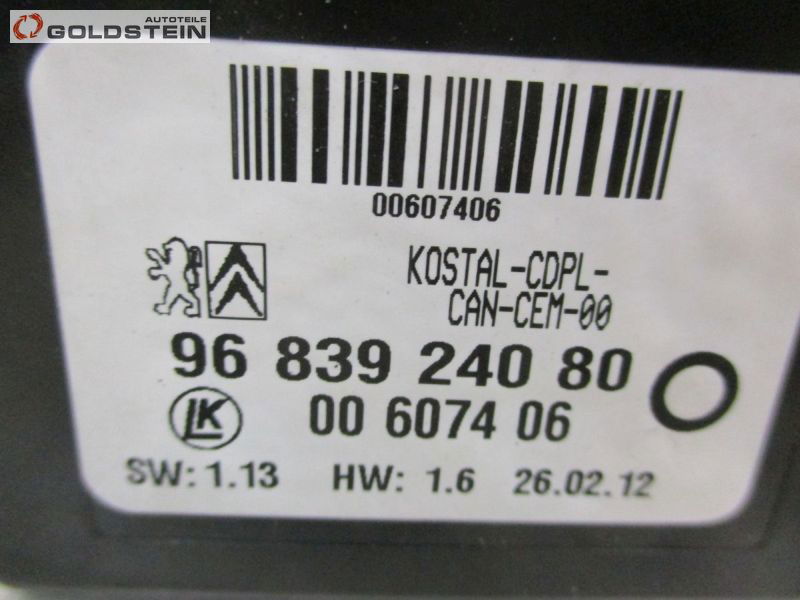 AUTOTEILE
GOLDSTEIN
00607406
KOSTAL-CDPL-
CAN-CEM-00
96 839 240 80
LK
00 6074 06
SW: 1.13 HW: 1.6 26.02.12